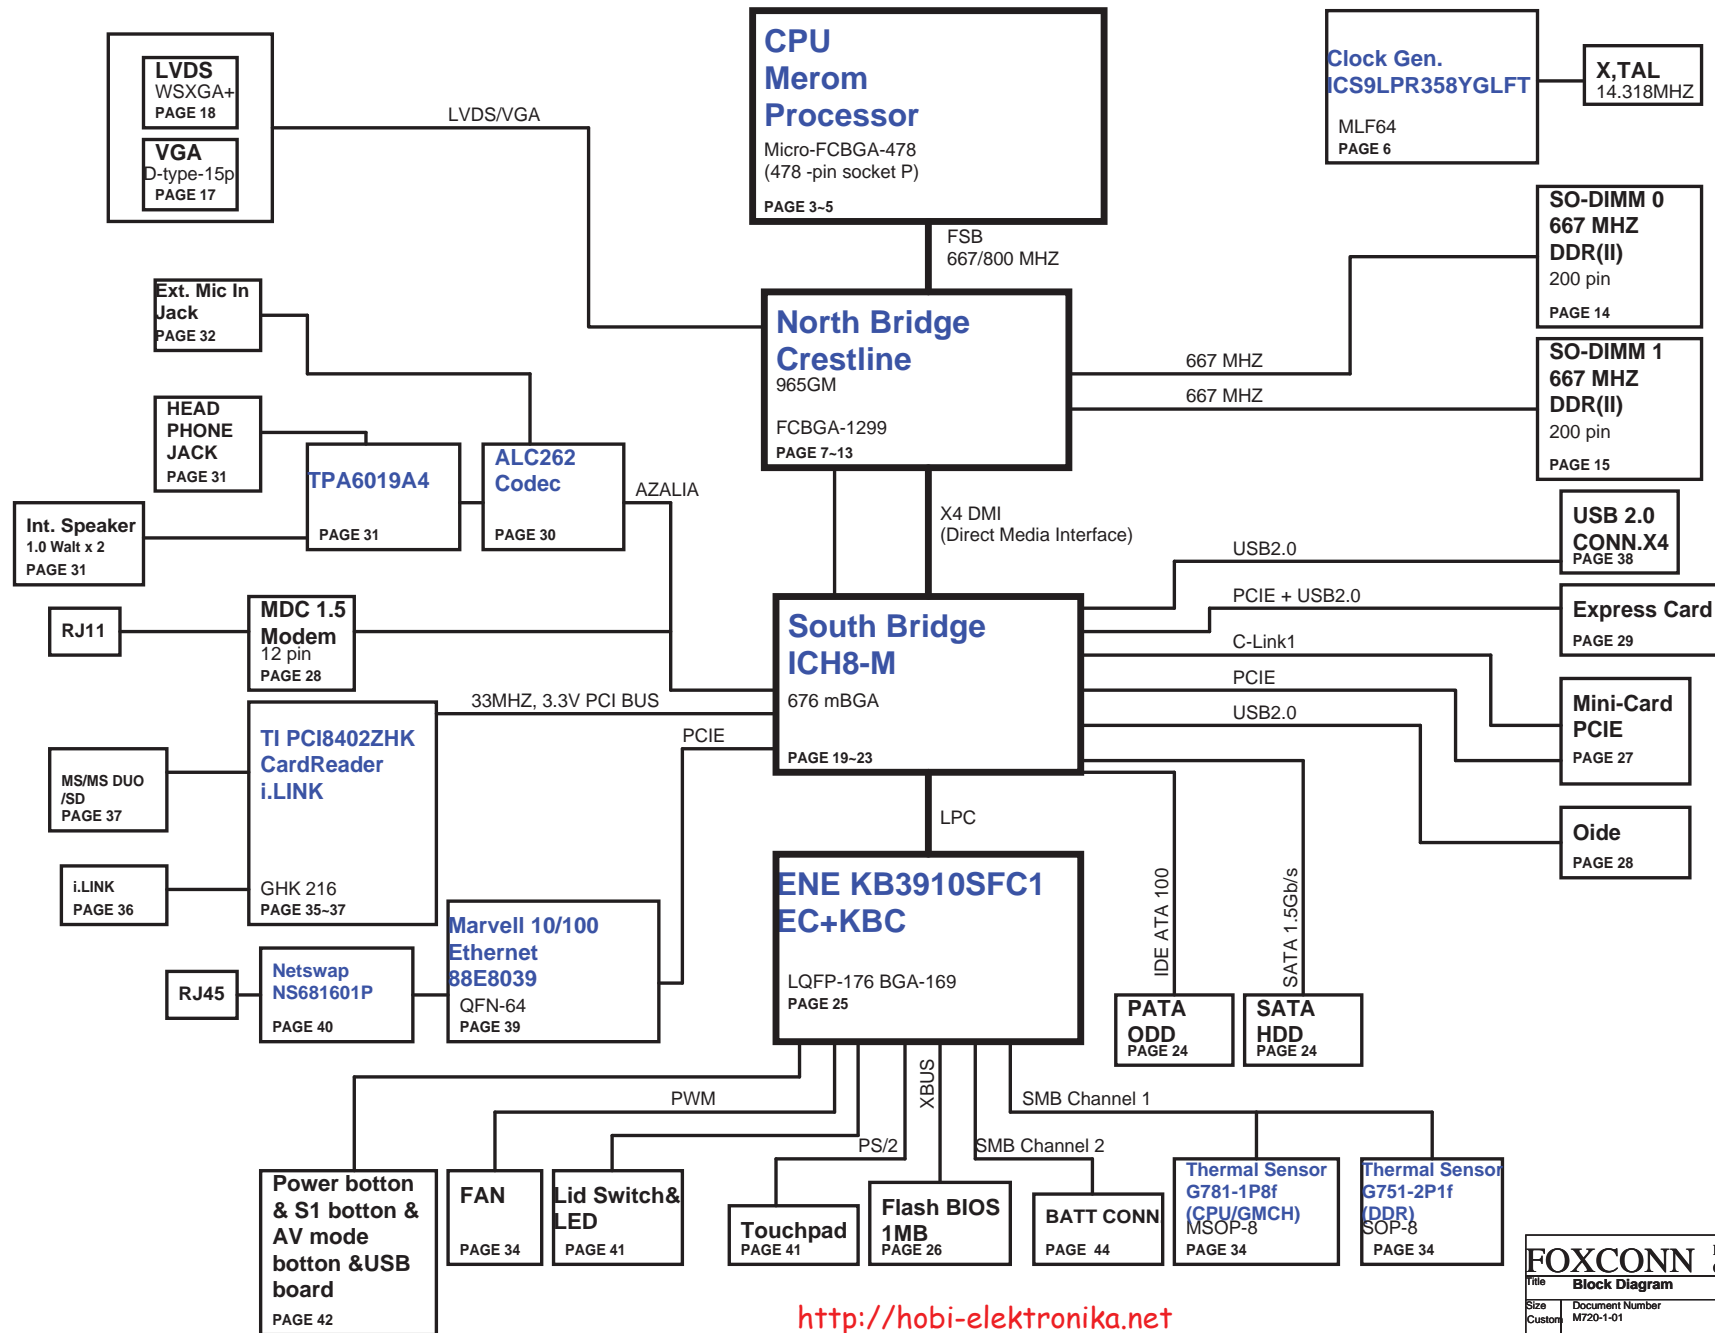 LVDS
WSXGA+
PAGE 18
VGA
D-type-15p
PAGE 17
LVDS/VGA
CPU
Merom
Processor
Micro-FCBGA-478
(478 -pin socket P)
PAGE 3~5
Clock Gen.
ICS9LPR358YGLFT
MLF64
PAGE 6
X,TAL
14.318MHZ
FSB
667/800 MHZ
SO-DIMM 0
667 MHZ
DDR(II)
200 pin
PAGE 14
Ext. Mic In
Jack
PAGE 32
North Bridge
Crestline
965GM
FCBGA-1299
PAGE 7~13
667 MHZ
667 MHZ
SO-DIMM 1
667 MHZ
DDR(II)
200 pin
PAGE 15
HEAD
PHONE
JACK
PAGE 31
TPA6019A4
PAGE 31
ALC262
Codec
PAGE 30
AZALIA
Int. Speaker
1.0 Walt x 2
PAGE 31
X4 DMI
(Direct Media Interface)
USB2.0
USB 2.0
CONN.X4
PAGE 38
RJ11
MDC 1.5
Modem
12 pin
PAGE 28
South Bridge
ICH8-M
676 mBGA
PAGE 19~23
PCIE + USB2.0
Express Card
PAGE 29
C-Link1
PCIE
USB2.0
Mini-Card
PCIE
PAGE 27
33MHZ, 3.3V PCI BUS
PCIE
TI PCI8402ZHK
CardReader
i.LINK
GHK 216
PAGE 35~37
MS/MS DUO
/SD
PAGE 37
i.LINK
PAGE 36
LPC
Oide
PAGE 28
ENE KB3910SFC1
EC+KBC
LQFP-176 BGA-169
PAGE 25
IDE ATA 100
SATA 1.5Gb/s
Marvell 10/100
Ethernet
88E8039
QFN-64
PAGE 39
RJ45
Netswap
NS681601P
PAGE 40
PATA
ODD
PAGE 24
SATA
HDD
PAGE 24
PWM
PS/2
XBUS
SMB Channel 1
SMB Channel 2
Power botton
& S1 botton &
AV mode
botton &USB
board
PAGE 42
FAN
PAGE 34
Lid Switch&
LED
PAGE 41
Touchpad
PAGE 41
Flash BIOS
1MB
PAGE 26
BATT CONN.
PAGE 44
Thermal Sensor
G781-1P8f
(CPU/GMCH)
MSOP-8
PAGE 34
Thermal Sensor
G751-2P1f
(DDR)
SOP-8
PAGE 34
http://hobi-elektronika.net
FOXCONN
Title
Block Diagram
Size
Custom
Document Number
M720-1-01